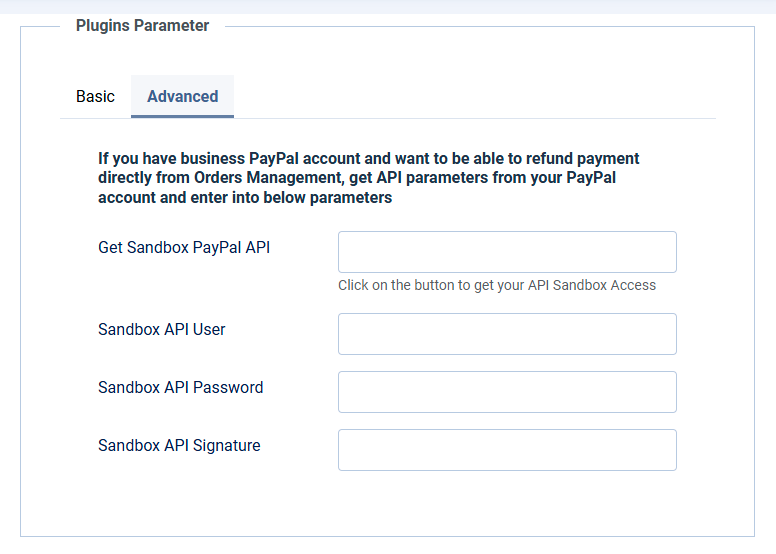 Plugins Parameter
Basic
Advanced
If you have business PayPal account and want to be able to refund payment
directly from Orders Management, get API parameters from your PayPal
account and enter into below parameters
Get Sandbox PayPal API
Click on the button to get your API Sandbox Access
Sandbox API User
Sandbox API Password
Sandbox API Signature